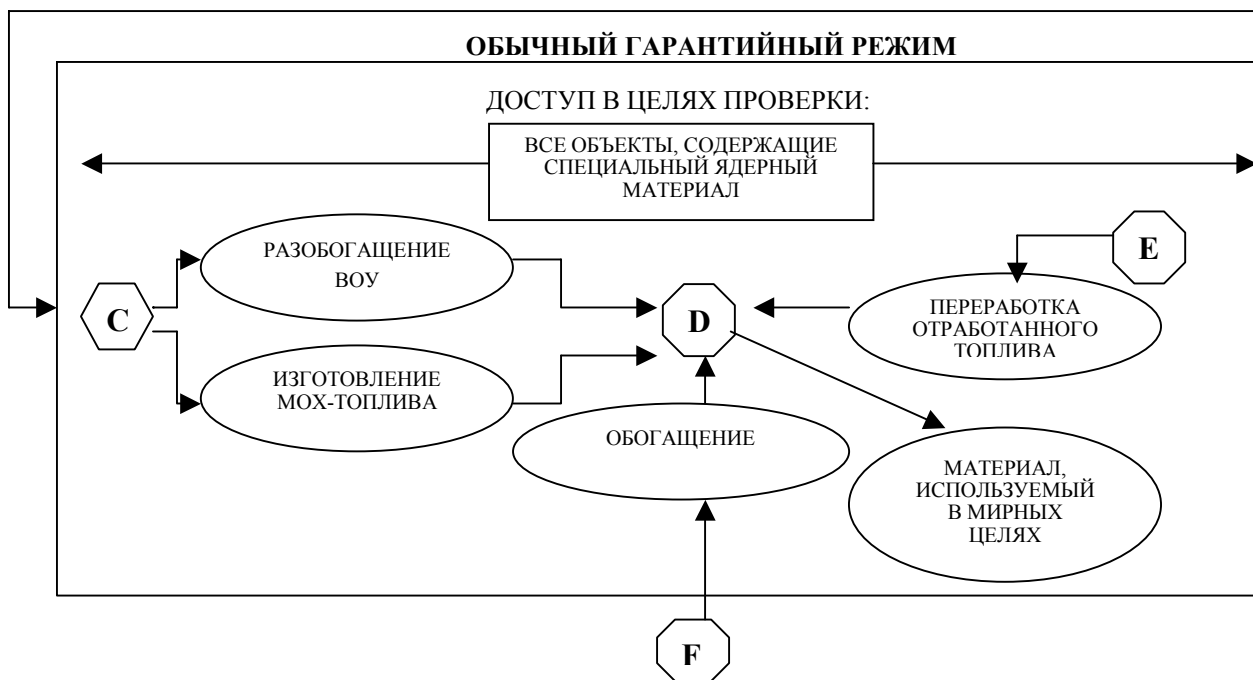 ОБЫЧНЫЙ ГАРАНТИЙНЫЙ РЕЖИМ
ДОСТУП В ЦЕЛЯХ ПРОВЕРКИ:
ВСЕ ОБЪЕКТЫ, СОДЕРЖАЩИЕ
СПЕЦИАЛЬНЫЙ ЯДЕРНЫЙ
МАТЕРИАЛ
РАЗОБОГАЩЕНИЕ
ВОУ
E
C
D
ПЕРЕРАБОТКА
ОТРАБОТАННОГО
ТОПЛИВА
ИЗГОТОВЛЕНИЕ
МОХ-ТОПЛИВА
ОБОГАЩЕНИЕ
МАТЕРИАЛ,
ИСПОЛЬЗУЕМЫЙ
В МИРНЫХ
ЦЕЛЯХ
F